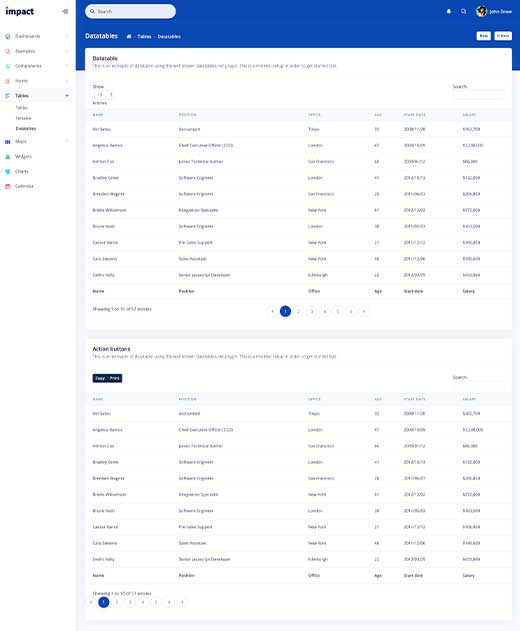 impact
Search
John Snow
Dashboards
Examples
Components
Forms
Tables
Tables
Sortable
Datatables
Maps
Widgets
Charts
Calendar
Datatables
Tables - Datatables
New
Filters
Datatable
This is an example of datatable using the well known datatables.net plugin. This is a minimal setup in order to get started fast.
Show
10
entries
Search:
NAME POSITION OFFICE AGE START DATE SALARY
Airi Satou Accountant Tokyo 33 2008/11/28 $162,700
Angelica Ramos Chief Executive Officer (CEO) London 47 2009/10/09 $1,200,000
Ashton Cox Junior Technical Author San Francisco 66 2009/01/12 $86,000
Bradley Greer Software Engineer London 41 2012/10/13 $132,000
Brenden Wagner Software Engineer San Francisco 28 2011/06/07 $206,850
Brielle Williamson Integration Specialist New York 61 2012/12/02 $372,000
Bruno Nash Software Engineer London 38 2011/05/03 $163,500
Caesar Vance Pre-Sales Support New York 21 2011/12/12 $106,450
Cara Stevens Sales Assistant New York 46 2011/12/06 $145,600
Cedric Kelly Senior Javascript Developer Edinburgh 22 2012/03/29 $433,060
Name Position Office Age Start date Salary
Showing 1 to 10 of 57 entries
1 2 3 4 5 6
Action Buttons
This is an example of datatable using the well known datatables.net plugin. This is a minimal setup in order to get started fast.
Copy Print
Search:
NAME POSITION OFFICE AGE START DATE SALARY
Airi Satou Accountant Tokyo 33 2008/11/28 $162,700
Angelica Ramos Chief Executive Officer (CEO) London 47 2009/10/09 $1,200,000
Ashton Cox Junior Technical Author San Francisco 66 2009/01/12 $86,000
Bradley Greer Software Engineer London 41 2012/10/13 $132,000
Brenden Wagner Software Engineer San Francisco 28 2011/06/07 $206,850
Brielle Williamson Integration Specialist New York 61 2012/12/02 $372,000
Bruno Nash Software Engineer London 38 2011/05/03 $163,500
Caesar Vance Pre-Sales Support New York 21 2011/12/12 $106,450
Cara Stevens Sales Assistant New York 46 2011/12/06 $145,600
Cedric Kelly Senior Javascript Developer Edinburgh 22 2012/03/29 $433,060
Name Position Office Age Start date Salary
Showing 1 to 10 of 57 entries
1 2 3 4 5 6